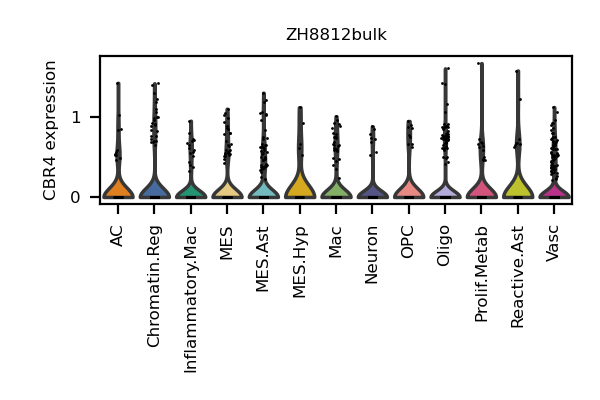 ZH8812bulk
CBR4 expression
1
0
AC
Chromatin.Reg
Inflammatory.Mac
MES
MES.Ast
MES.Hyp
Mac
Neuron
OPC
Oligo
Prolif.Metab
Reactive.Ast
Vasc